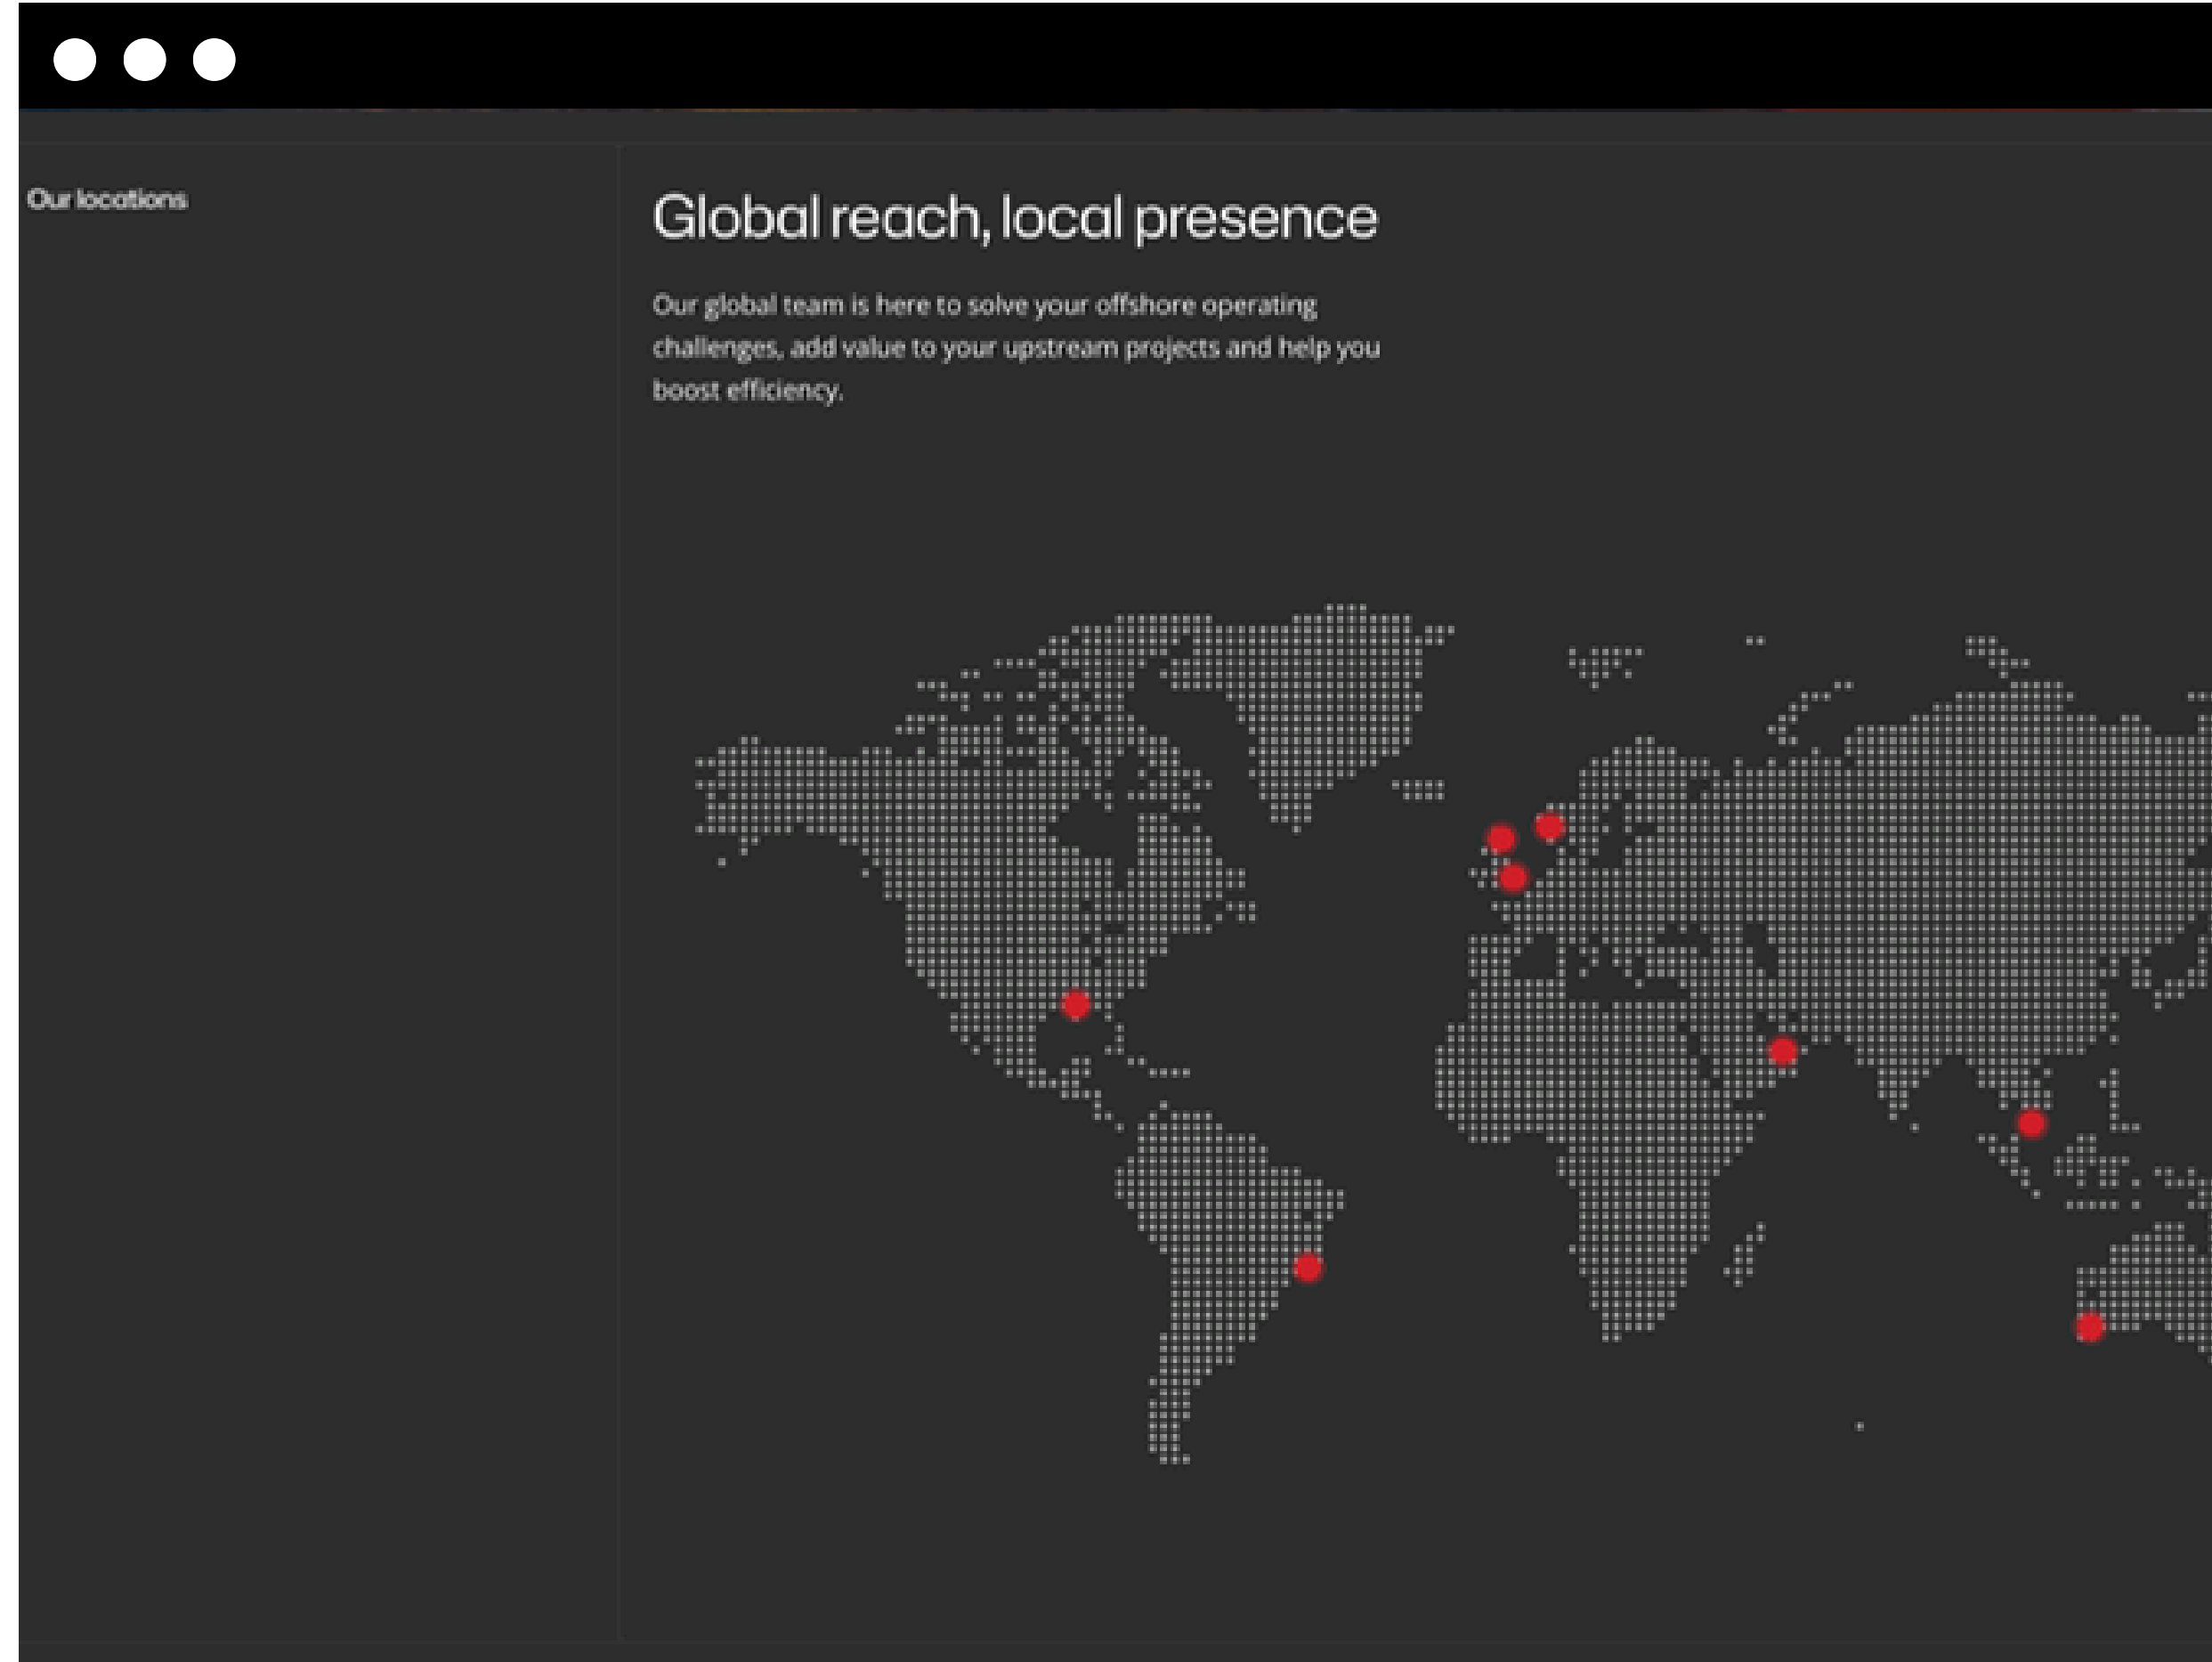 Our locations
Global reach, local presence
Our global team is here to solve your offshore operating
challenges, add value to your upstream projects and help you
boost efficiency.